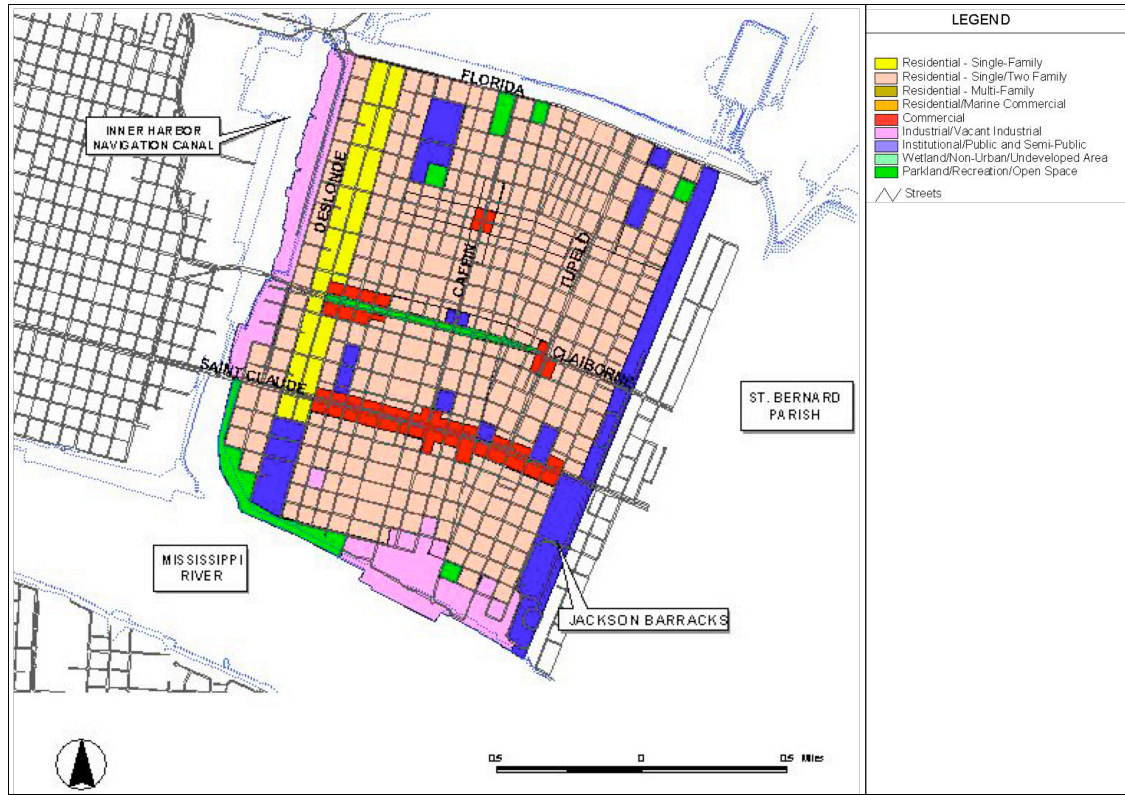 LEGEND
Residential - Single-Family
Residential - Single/Two Family
Residential - Multi-Family
Residential/Marine Commercial
Commercial
Industrial/Vacant Industrial
Institutional/Public and Semi-Public
Wetland/Non-Urban/Undeveloped Area
Parkland/Recreation/Open Space
Streets
FLORIDA
INNER HARBOR
NAVIGATION CANAL
DESLONDE
CAFFIN
TUPELO
CLAIBORNE
SAINT CLAUDE
ST. BERNARD
PARISH
MISSISSIPPI
RIVER
JACKSON BARRACKS
0.5 0 0.5 Miles